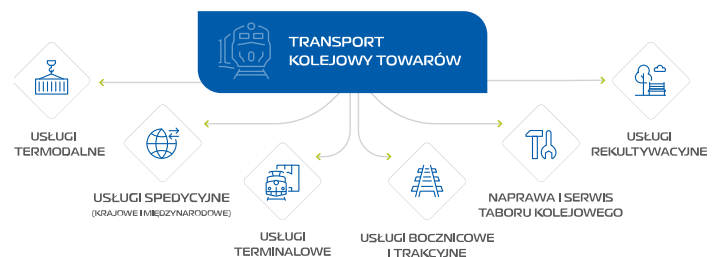 TRANSPORT
KOLEJOWY TOWARÓW
USŁUGI
TERMODALNE
USŁUGI SPEDYCYJNE
(KRAJOWE I MIĘDZYNARODOWE)
USŁUGI
TERMINALOWE
USŁUGI BOCZNICOWE
I TRAKCYJNE
NAPRAWA I SERWIS
TABORU KOLEJOWEGO
USŁUGI
REKULTYWACYJNE